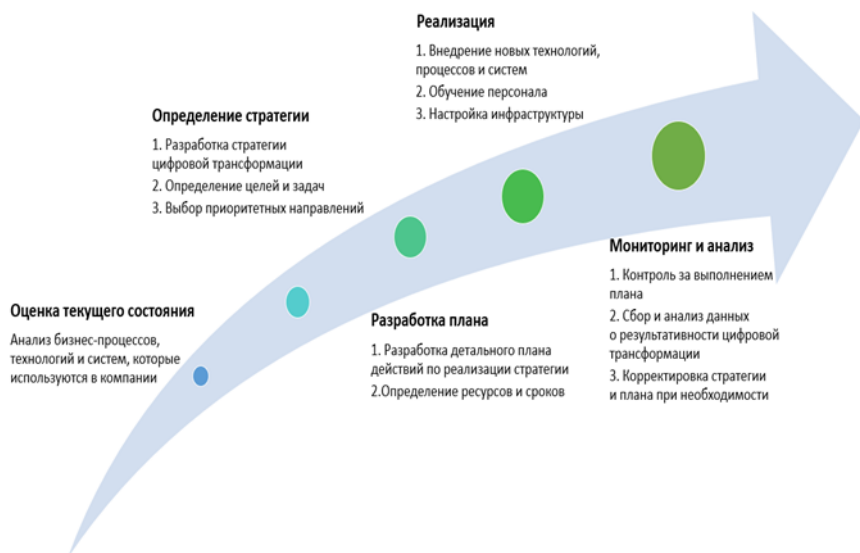 Реализация
1. Внедрение новых технологий,
процессов и систем
2. Обучение персонала
3. Настройка инфраструктуры
Определение стратегии
1. Разработка стратегии
цифровой трансформации
2. Определение целей и задач
3. Выбор приоритетных направлений
Оценка текущего состояния
Анализ бизнес-процессов,
технологий и систем, которые
используются в компании
Разработка плана
1. Разработка детального плана
действий по реализации стратегии
2.Определение ресурсов и сроков
Мониторинг и анализ
1. Контроль за выполнением
плана
2. Сбор и анализ данных
о результативности цифровой
трансформации
3. Корректировка стратегии
и плана при необходимости